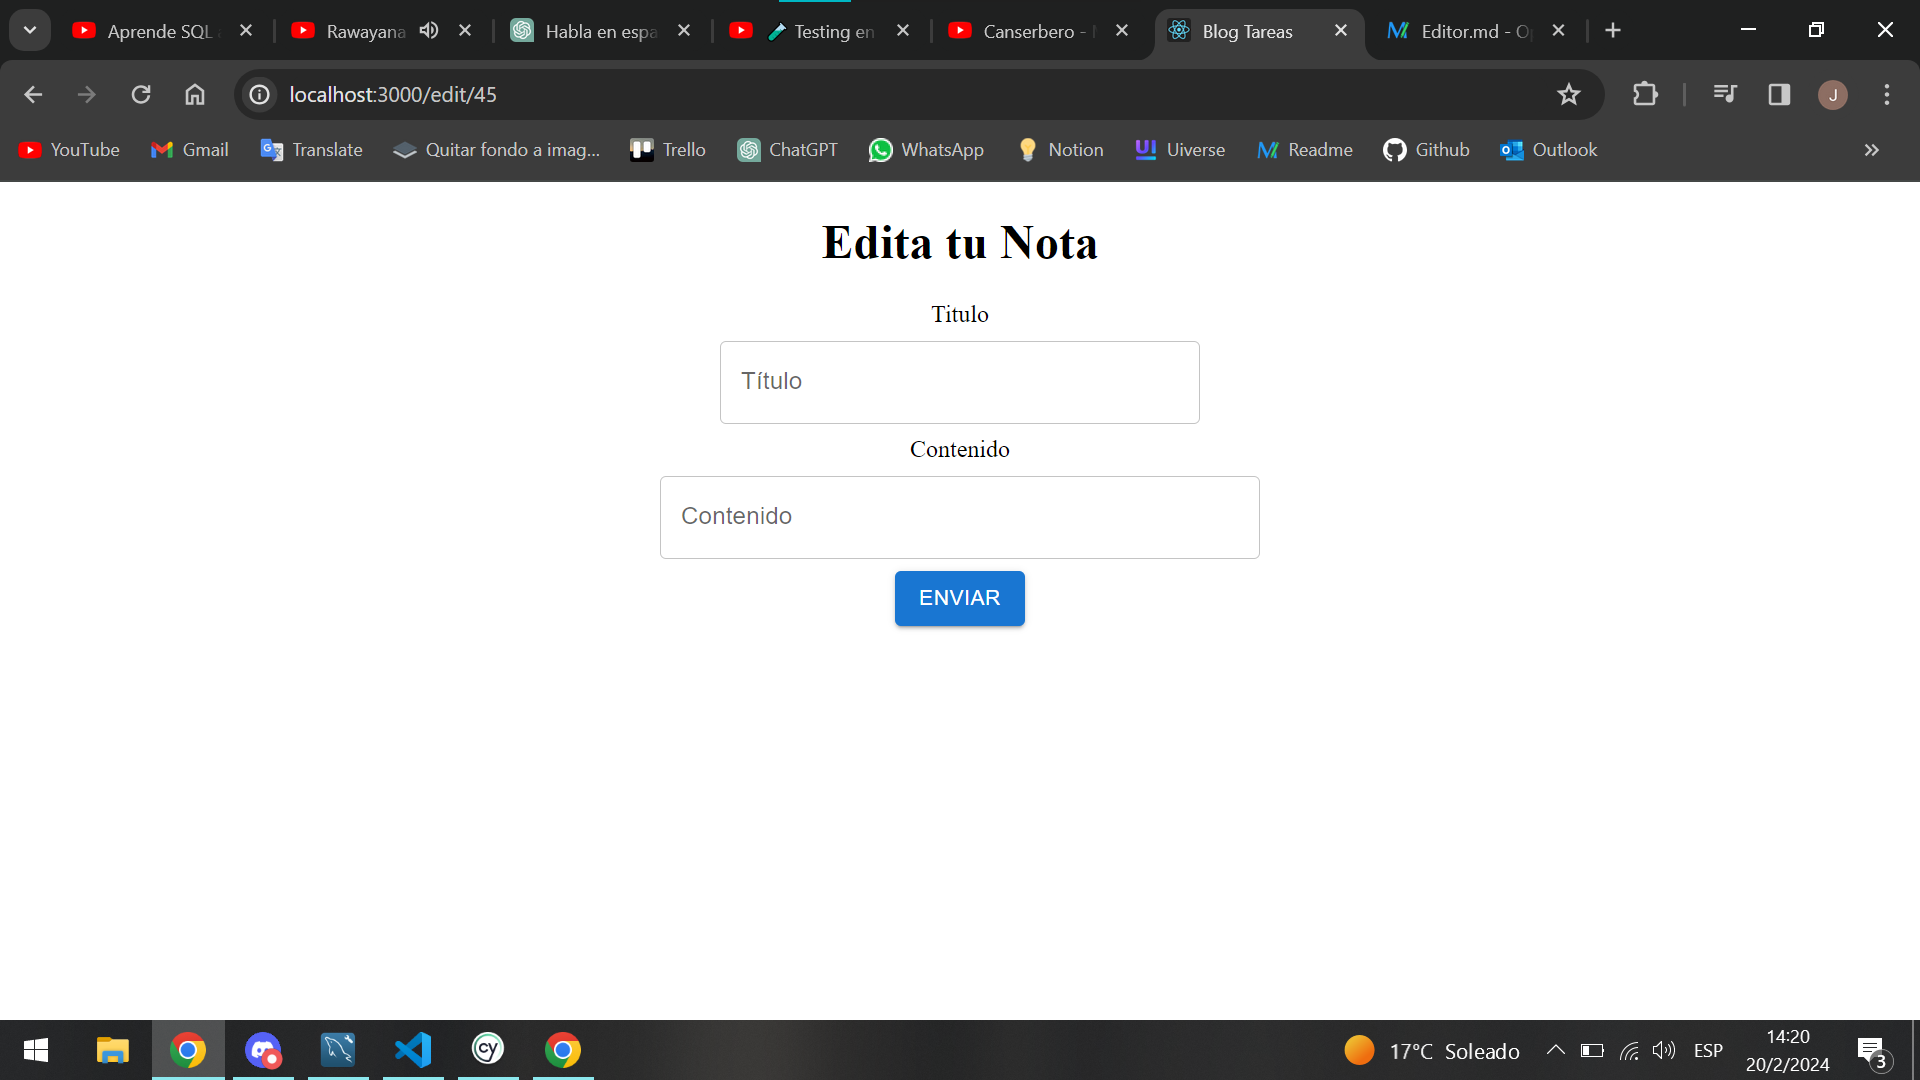 Aprende SQL
Rawayana
Habla en espa
Testing en
Canserbero -
Blog Tareas
Editor.md - O
localhost:3000/edit/45
J
YouTube
Gmail
Translate
Quitar fondo a imag...
Trello
ChatGPT
WhatsApp
Notion
Uiverse
Readme
Github
Outlook
Edita tu Nota
Titulo
Título
Contenido
Contenido
ENVIAR
cy
17°C Soleado
ESP
14:20
20/2/2024
3